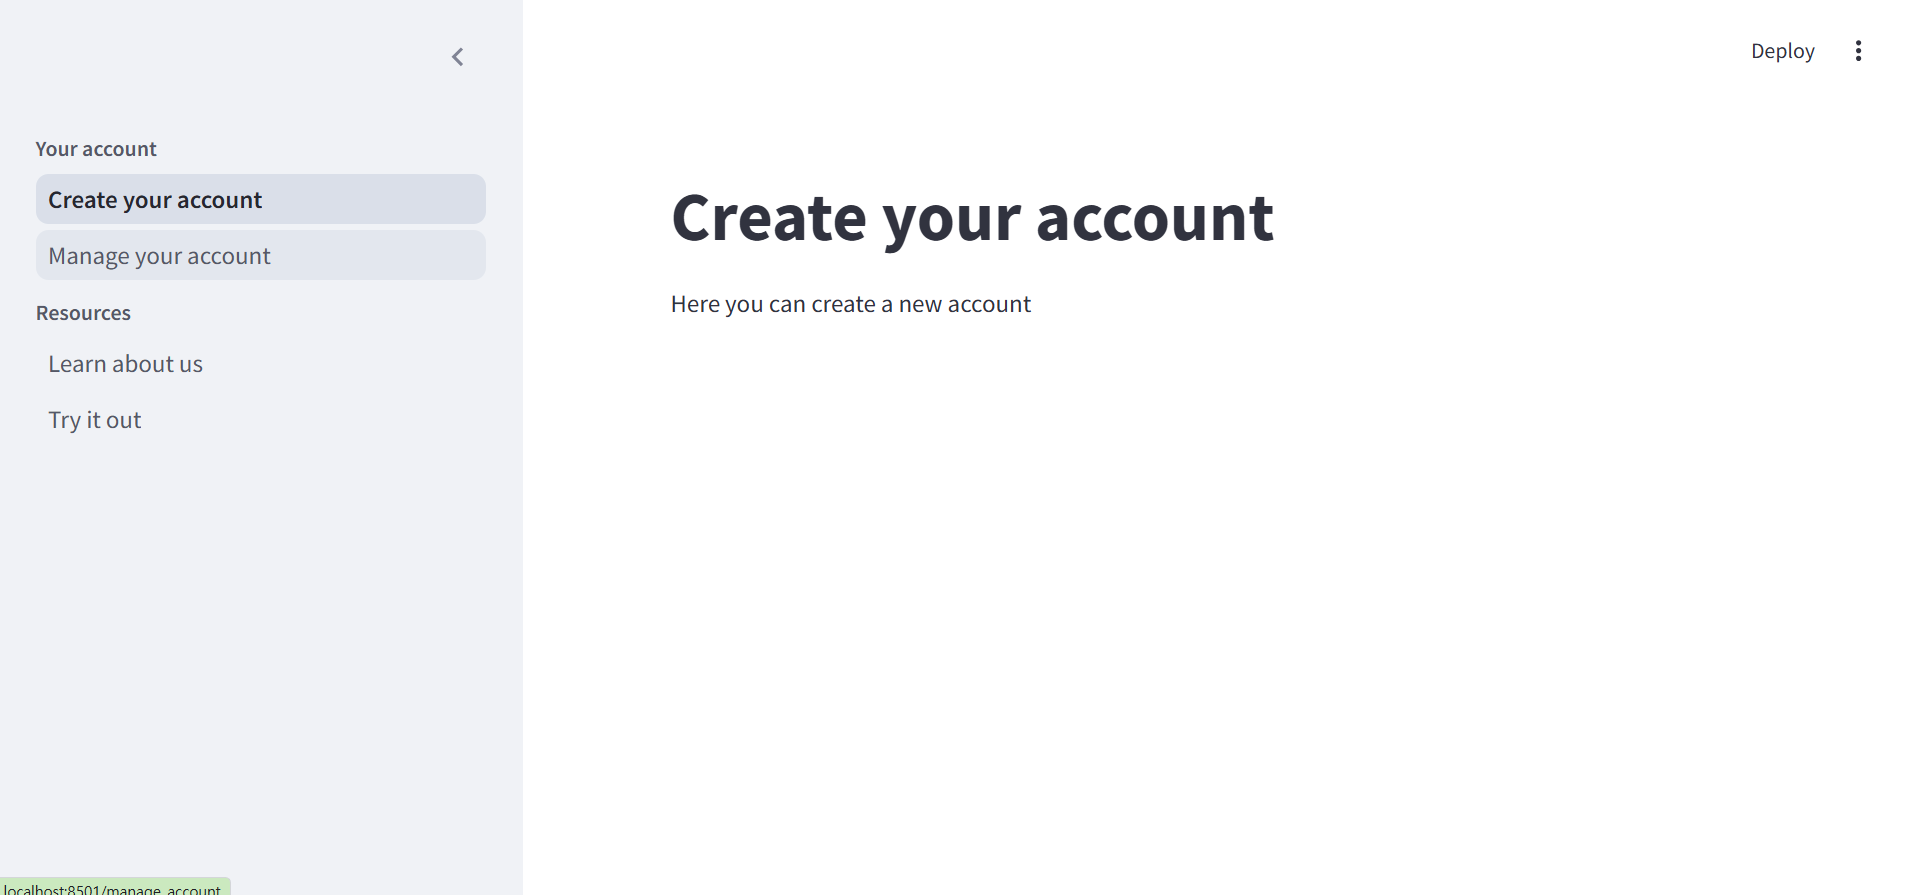 Deploy
Your account
Create your account
Manage your account
Resources
Learn about us
Try it out
Create your account
Here you can create a new account
localhost:8501/manage_account